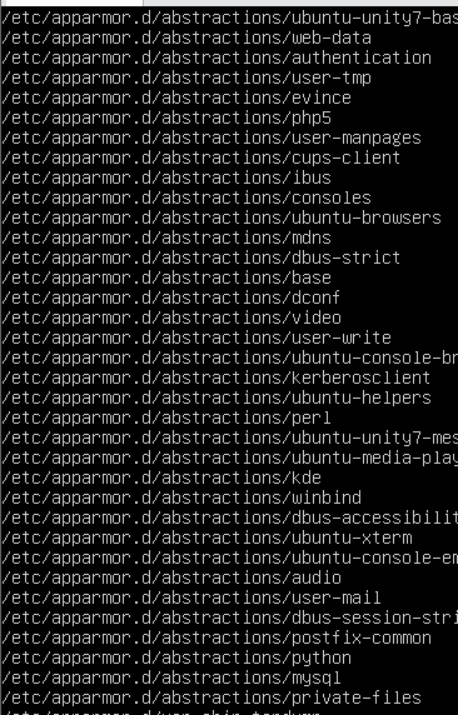 /etc/apparmor.d/abstractions/ubuntu-unity7-bas
/etc/apparmor.d/abstractions/web-data
/etc/apparmor.d/abstractions/authentication
/etc/apparmor.d/abstractions/user-tmp
/etc/apparmor.d/abstractions/evince
/etc/apparmor.d/abstractions/php5
/etc/apparmor.d/abstractions/user-manpages
/etc/apparmor.d/abstractions/cups-client
/etc/apparmor.d/abstractions/ibus
/etc/apparmor.d/abstractions/consoles
/etc/apparmor.d/abstractions/ubuntu-browsers
/etc/apparmor.d/abstractions/mdns
/etc/apparmor.d/abstractions/dbus-strict
/etc/apparmor.d/abstractions/base
/etc/apparmor.d/abstractions/dconf
/etc/apparmor.d/abstractions/video
/etc/apparmor.d/abstractions/user-write
/etc/apparmor.d/abstractions/ubuntu-console-br
/etc/apparmor.d/abstractions/kerberosclient
/etc/apparmor.d/abstractions/ubuntu-helpers
/etc/apparmor.d/abstractions/perl
/etc/apparmor.d/abstractions/ubuntu-unity7-mes
/etc/apparmor.d/abstractions/ubuntu-media-play
/etc/apparmor.d/abstractions/kde
/etc/apparmor.d/abstractions/winbind
/etc/apparmor.d/abstractions/dbus-accessibilit
/etc/apparmor.d/abstractions/ubuntu-xterm
/etc/apparmor.d/abstractions/ubuntu-console-em
/etc/apparmor.d/abstractions/audio
/etc/apparmor.d/abstractions/user-mail
/etc/apparmor.d/abstractions/dbus-session-stri
/etc/apparmor.d/abstractions/postfix-common
/etc/apparmor.d/abstractions/python
/etc/apparmor.d/abstractions/mysql
/etc/apparmor.d/abstractions/private-files